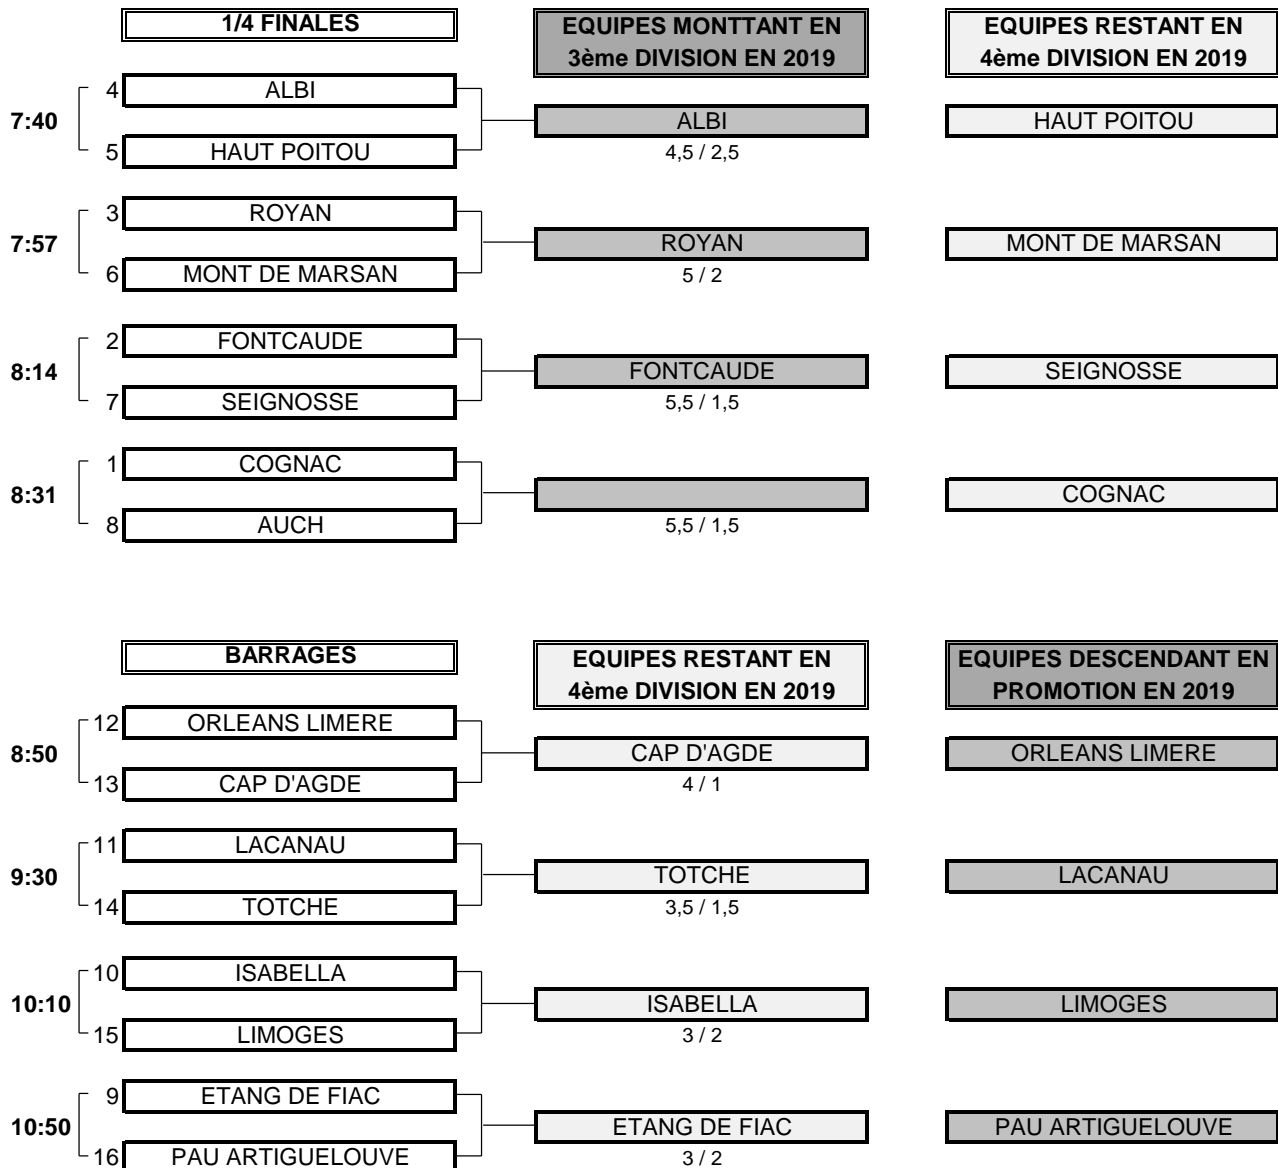 1/4 FINALES
EQUIPES MONTTANT EN
3ème DIVISION EN 2019
EQUIPES RESTANT EN
4ème DIVISION EN 2019
4 ALBI
7:40 ALBI HAUT POITOU
5 HAUT POITOU 4,5 / 2,5
3 ROYAN
7:57 ROYAN MONT DE MARSAN
6 MONT DE MARSAN 5 / 2
2 FONTCAUDE
8:14 FONTCAUDE SEIGNOSSE
7 SEIGNOSSE 5,5 / 1,5
1 COGNAC
8:31 COGNAC
8 AUCH 5,5 / 1,5
BARRAGES
EQUIPES RESTANT EN
4ème DIVISION EN 2019
EQUIPES DESCENDANT EN
PROMOTION EN 2019
12 ORLEANS LIMERE
8:50 CAP D'AGDE ORLEANS LIMERE
13 CAP D'AGDE 4 / 1
11 LACANAU
9:30 TOTCHE LACANAU
14 TOTCHE 3,5 / 1,5
10 ISABELLA
10:10 ISABELLA LIMOGES
15 LIMOGES 3 / 2
9 ETANG DE FIAC
10:50 ETANG DE FIAC PAU ARTIGUELOUVE
16 PAU ARTIGUELOUVE 3 / 2